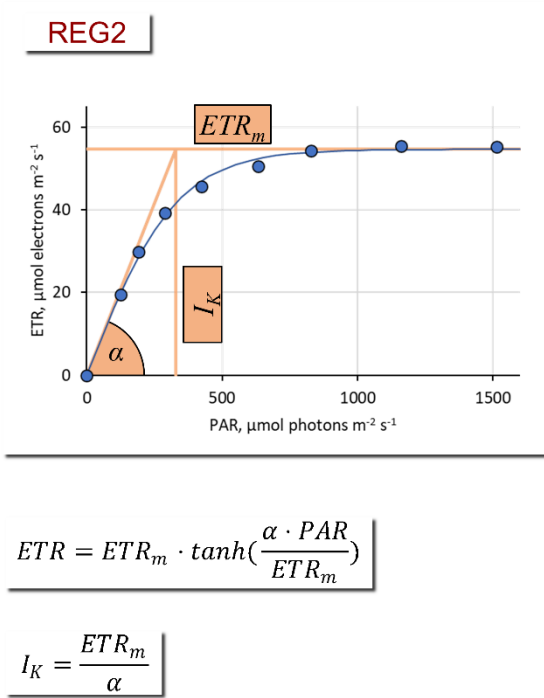 REG2
ETR_m
60
40
20
0
I_K
α
0 500 1000 1500
ETR, µmol electrons m⁻² s⁻¹
PAR, µmol photons m⁻² s⁻¹
ETR = ETR_m · tanh(α · PAR / ETR_m)
I_K = ETR_m / α